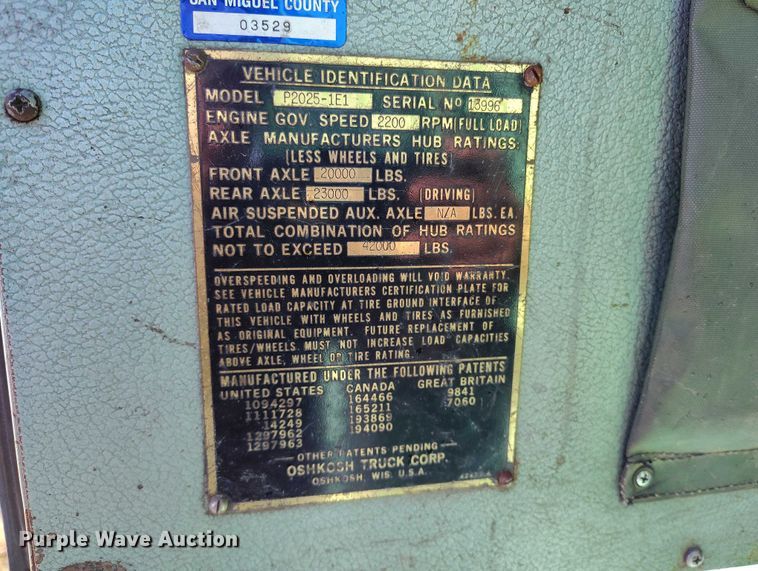 SAN MIGUEL COUNTY
03529
VEHICLE IDENTIFICATION DATA
MODEL P2025-1E1 SERIAL Nº 13996
ENGINE GOV. SPEED 2200 RPM (FULL LOAD)
AXLE MANUFACTURERS HUB RATINGS.
(LESS WHEELS AND TIRES)
FRONT AXLE 20000 LBS.
REAR AXLE 23000 LBS. (DRIVING)
AIR SUSPENDED AUX. AXLE N/A LBS. EA.
TOTAL COMBINATION OF HUB RATINGS
NOT TO EXCEED 42000 LBS.
OVERSPEEDING AND OVERLOADING WILL VOID WARRANTY.
SEE VEHICLE MANUFACTURERS CERTIFICATION PLATE FOR
RATED LOAD CAPACITY AT TIRE GROUND INTERFACE OF
THIS VEHICLE WITH WHEELS AND TIRES AS FURNISHED
AS ORIGINAL EQUIPMENT. FUTURE REPLACEMENT OF
TIRES/WHEELS. MUST NOT INCREASE LOAD CAPACITIES
ABOVE AXLE, WHEEL OR TIRE RATING.
MANUFACTURED UNDER THE FOLLOWING PATENTS
UNITED STATES CANADA GREAT BRITAIN
1094297 164466 9841
1111728 165211 7060
14249 193869
1297962 194090
1297963
OTHER PATENTS PENDING
OSHKOSH TRUCK CORP.
OSHKOSH, WIS. U.S.A.
Purple Wave Auction